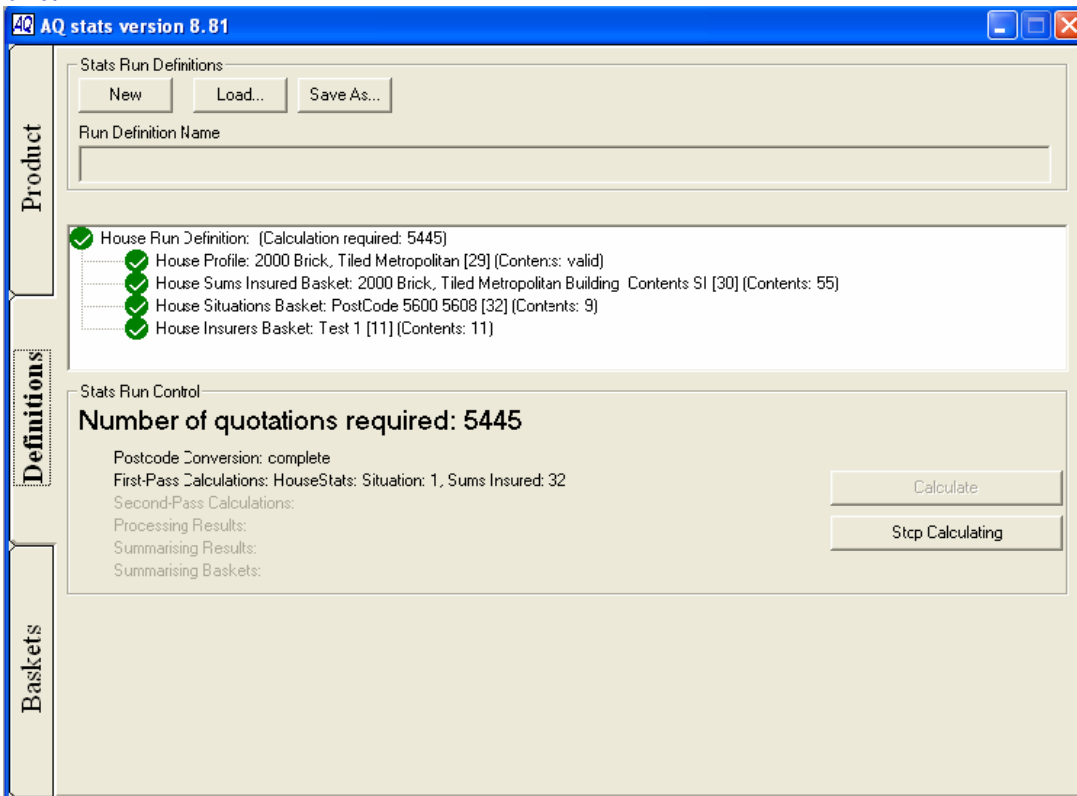 AQ AQ stats version 8.81
Product
Definitions
Baskets
Stats Run Definitions
New Load... Save As...
Run Definition Name
House Run Definition: (Calculation required: 5445)
House Profile: 2000 Brick, Tiled Metropolitan [29] (Contents: valid)
House Sums Insured Basket: 2000 Brick, Tiled Metropolitan Building Contents SI [30] (Contents: 55)
House Situations Basket: PostCode 5600 5608 [32] (Contents: 9)
House Insurers Basket: Test 1 [11] (Contents: 11)
Stats Run Control
Number of quotations required: 5445
Postcode Conversion: complete
First-Pass Calculations: HouseStats: Situation: 1, Sums Insured: 32
Second-Pass Calculations:
Processing Results:
Summarising Results:
Summarising Baskets:
Calculate
Stop Calculating